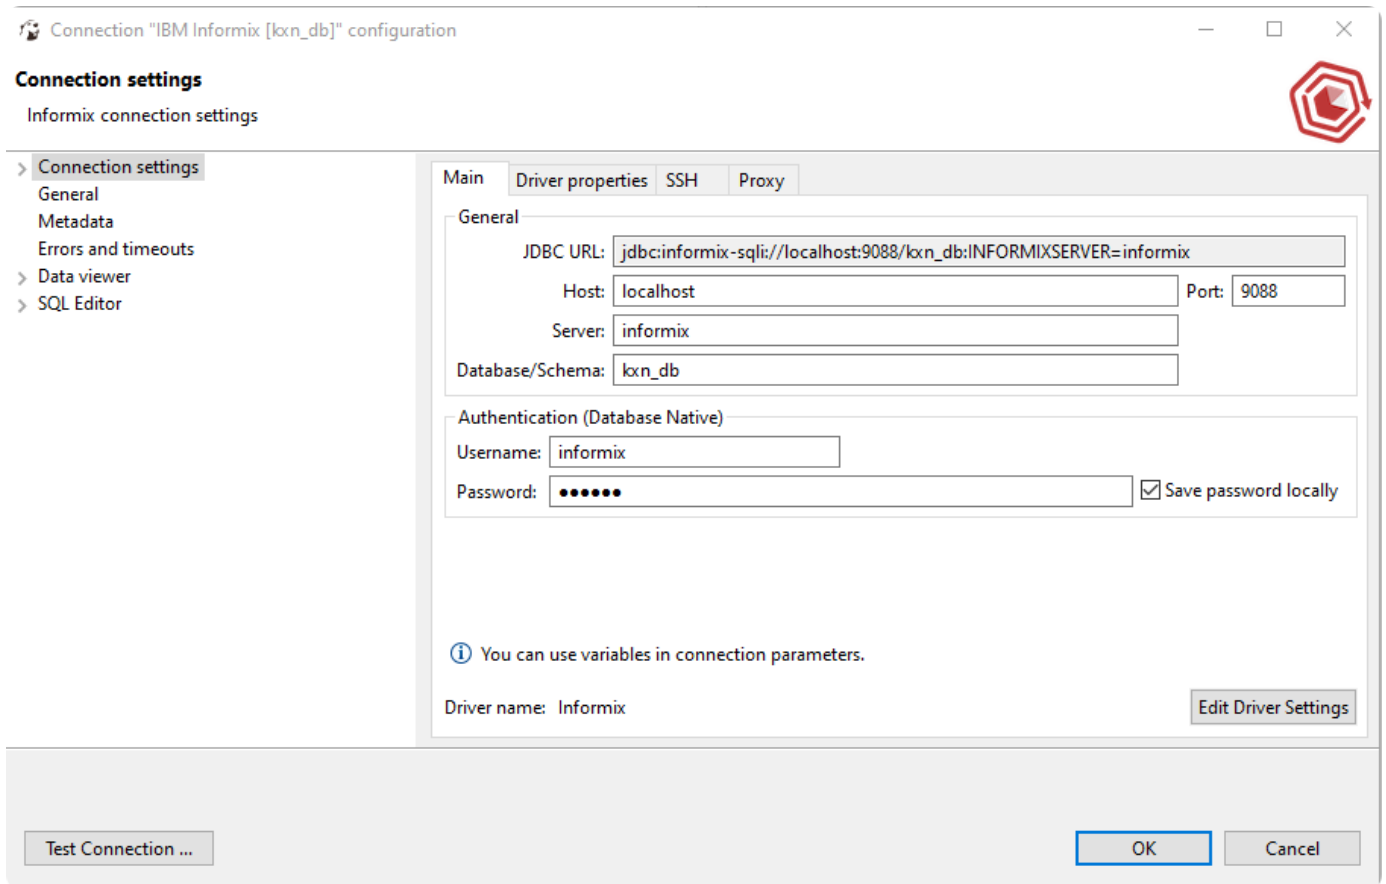 Connection "IBM Informix [kxn_db]" configuration
Connection settings
Informix connection settings
Connection settings
General
Metadata
Errors and timeouts
Data viewer
SQL Editor
Main Driver properties SSH Proxy
General
JDBC URL: jdbc:informix-sqli://localhost:9088/kxn_db:INFORMIXSERVER=informix
Host: localhost Port: 9088
Server: informix
Database/Schema: kxn_db
Authentication (Database Native)
Username: informix
Password: ●●●●●● Save password locally
You can use variables in connection parameters.
Driver name: Informix Edit Driver Settings
Test Connection ... OK Cancel